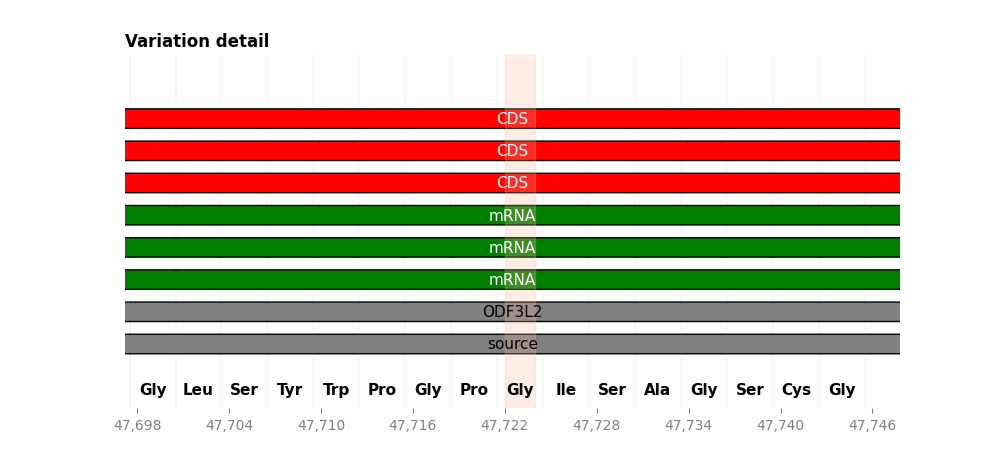 Variation detail
CDS
CDS
CDS
mRNA
mRNA
mRNA
ODF3L2
source
Gly Leu Ser Tyr Trp Pro Gly Pro Gly Ile Ser Ala Gly Ser Cys Gly
47,698 47,704 47,710 47,716 47,722 47,728 47,734 47,740 47,746